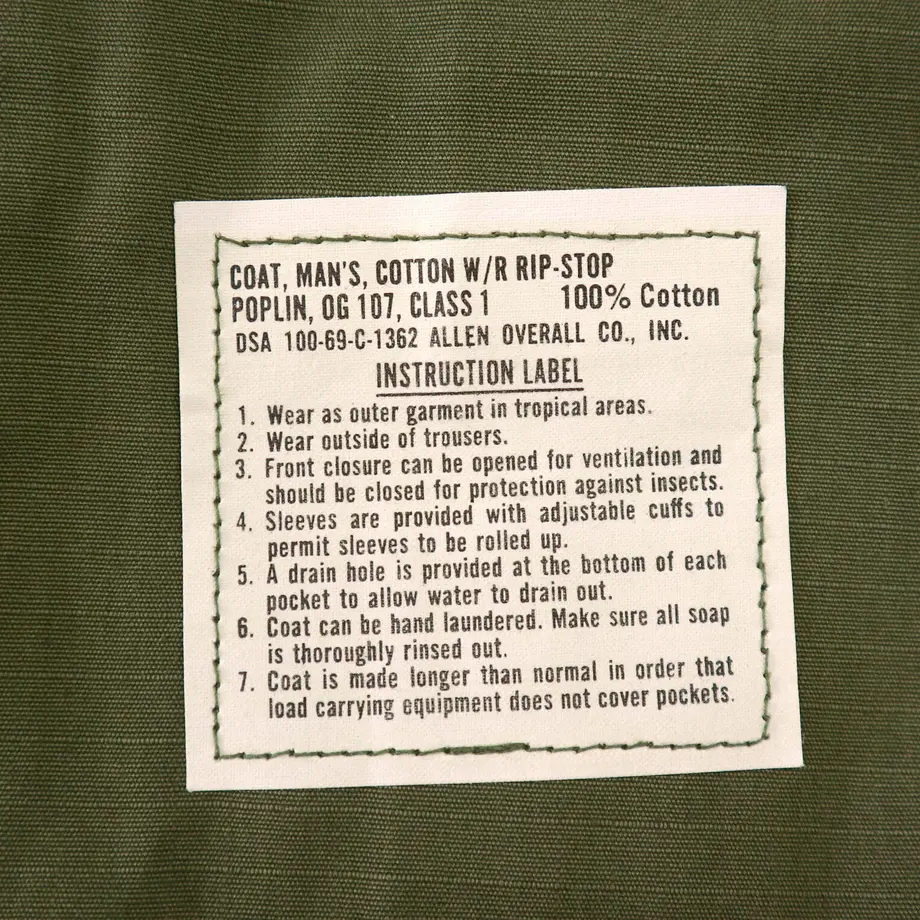 COAT, MAN'S, COTTON W/R RIP-STOP
POPLIN, OG 107, CLASS 1 100% Cotton
DSA 100-69-C-1362 ALLEN OVERALL CO., INC.
INSTRUCTION LABEL
1. Wear as outer garment in tropical areas.
2. Wear outside of trousers.
3. Front closure can be opened for ventilation and
should be closed for protection against insects.
4. Sleeves are provided with adjustable cuffs to
permit sleeves to be rolled up.
5. A drain hole is provided at the bottom of each
pocket to allow water to drain out.
6. Coat can be hand laundered. Make sure all soap
is thoroughly rinsed out.
7. Coat is made longer than normal in order that
load carrying equipment does not cover pockets.